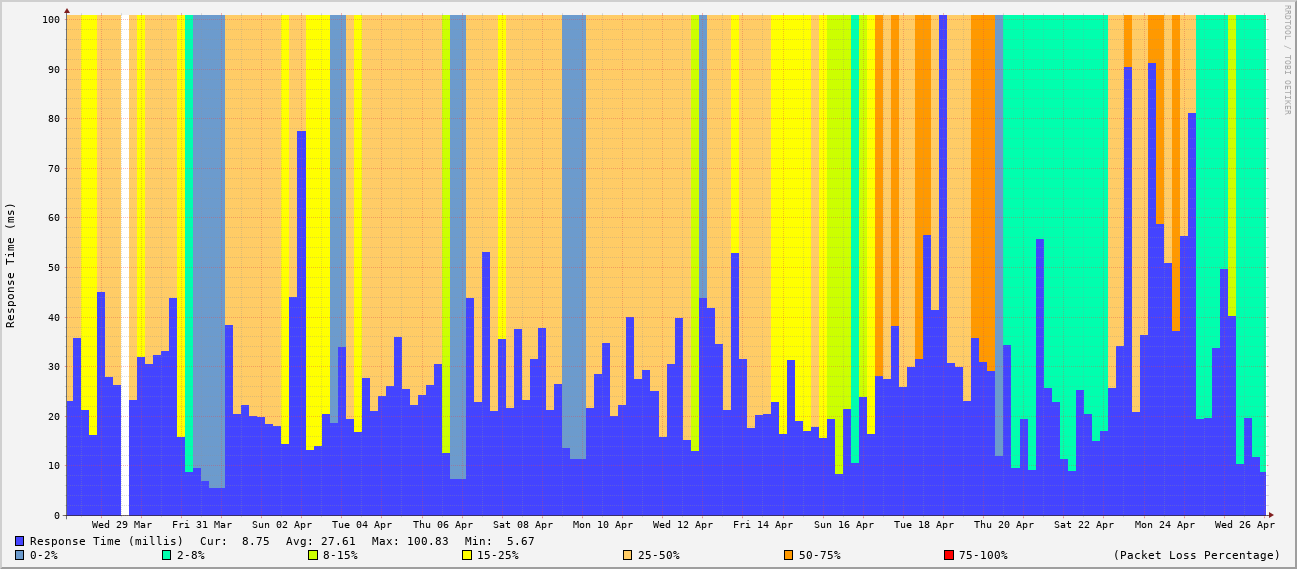 RRDTOOL / TOBI OETIKER
Response Time (ms)
100
90
80
70
60
50
40
30
20
10
0
Wed 29 Mar Fri 31 Mar Sun 02 Apr Tue 04 Apr Thu 06 Apr Sat 08 Apr Mon 10 Apr Wed 12 Apr Fri 14 Apr Sun 16 Apr Tue 18 Apr Thu 20 Apr Sat 22 Apr Mon 24 Apr Wed 26 Apr
Response Time (millis) Cur: 8.75 Avg: 27.61 Max: 100.83 Min: 5.67
0-2% 2-8% 8-15% 15-25% 25-50% 50-75% 75-100% (Packet Loss Percentage)